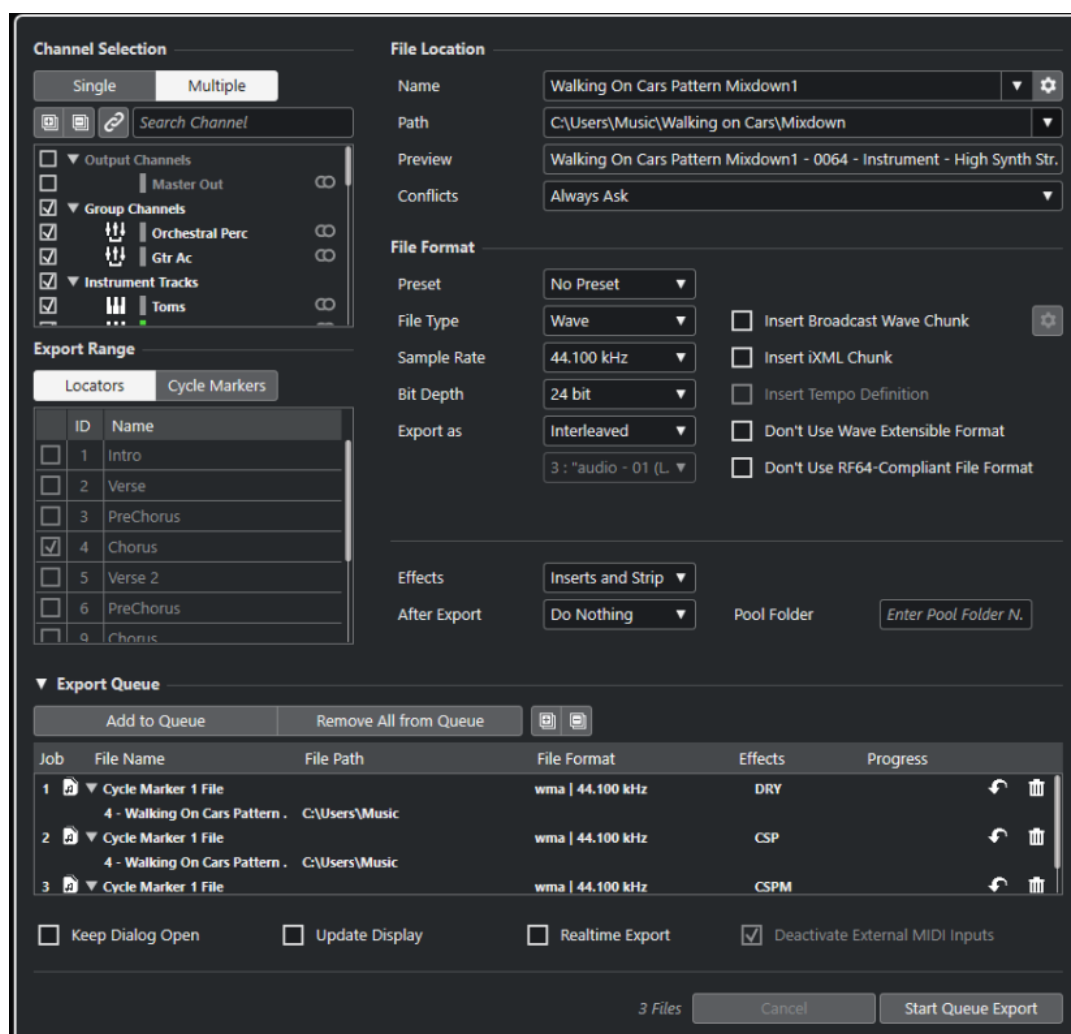 Channel Selection
Single Multiple
Search Channel
Output Channels
Master Out
Group Channels
Orchestral Perc
Gtr Ac
Instrument Tracks
Toms
Export Range
Locators Cycle Markers
ID Name
1 Intro
2 Verse
3 PreChorus
4 Chorus
5 Verse 2
6 PreChorus
9 Chorus
File Location
Name Walking On Cars Pattern Mixdown1
Path C:\Users\Music\Walking on Cars\Mixdown
Preview Walking On Cars Pattern Mixdown1 - 0064 - Instrument - High Synth Str.
Conflicts Always Ask
File Format
Preset No Preset
File Type Wave Insert Broadcast Wave Chunk
Sample Rate 44.100 kHz Insert iXML Chunk
Bit Depth 24 bit Insert Tempo Definition
Export as Interleaved Don't Use Wave Extensible Format
3 : "audio - 01 (L. Don't Use RF64-Compliant File Format
Effects Inserts and Strip
After Export Do Nothing Pool Folder Enter Pool Folder N.
Export Queue
Add to Queue Remove All from Queue
Job File Name File Path File Format Effects Progress
1 Cycle Marker 1 File wma | 44.100 kHz DRY
4 - Walking On Cars Pattern . C:\Users\Music
2 Cycle Marker 1 File wma | 44.100 kHz CSP
4 - Walking On Cars Pattern . C:\Users\Music
3 Cycle Marker 1 File wma | 44.100 kHz CSPM
Keep Dialog Open Update Display Realtime Export Deactivate External MIDI Inputs
3 Files Cancel Start Queue Export